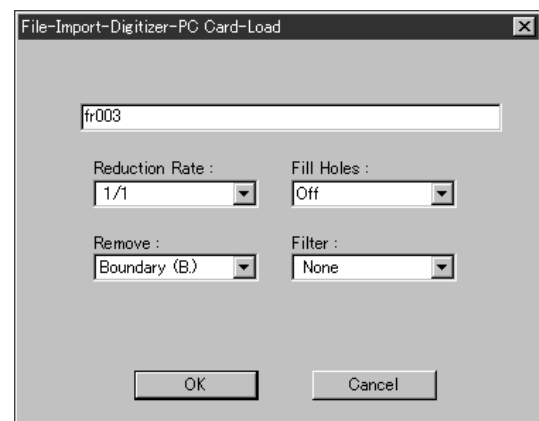 File-Import-Digitizer-PC Card-Load
fr003
Reduction Rate : Fill Holes :
1/1 Off
Remove : Filter :
Boundary (B.) None
OK Cancel